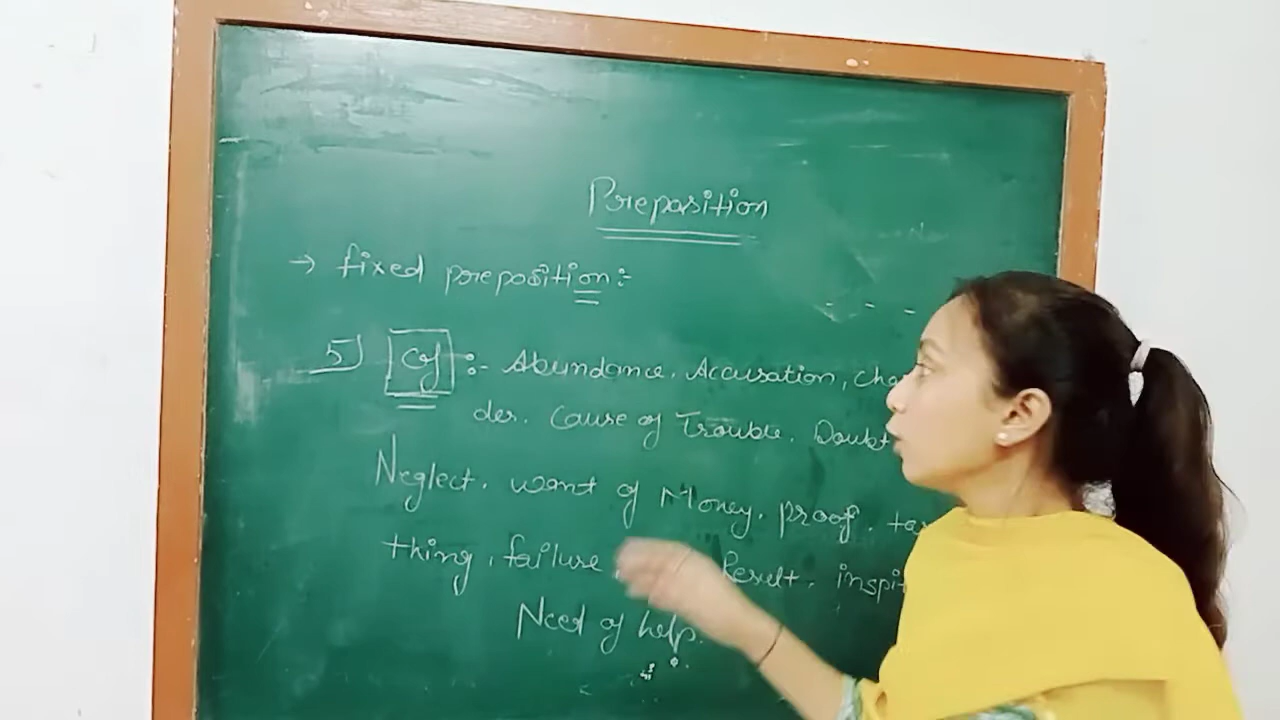 Preposition
→ fixed preposition :-
5) of :- Abundance, Accusation, Cha
der. Cause of Trouble. Doubt
Neglect. want of Money. proof. tas
thing, failure, Result. inspi
Need of help.